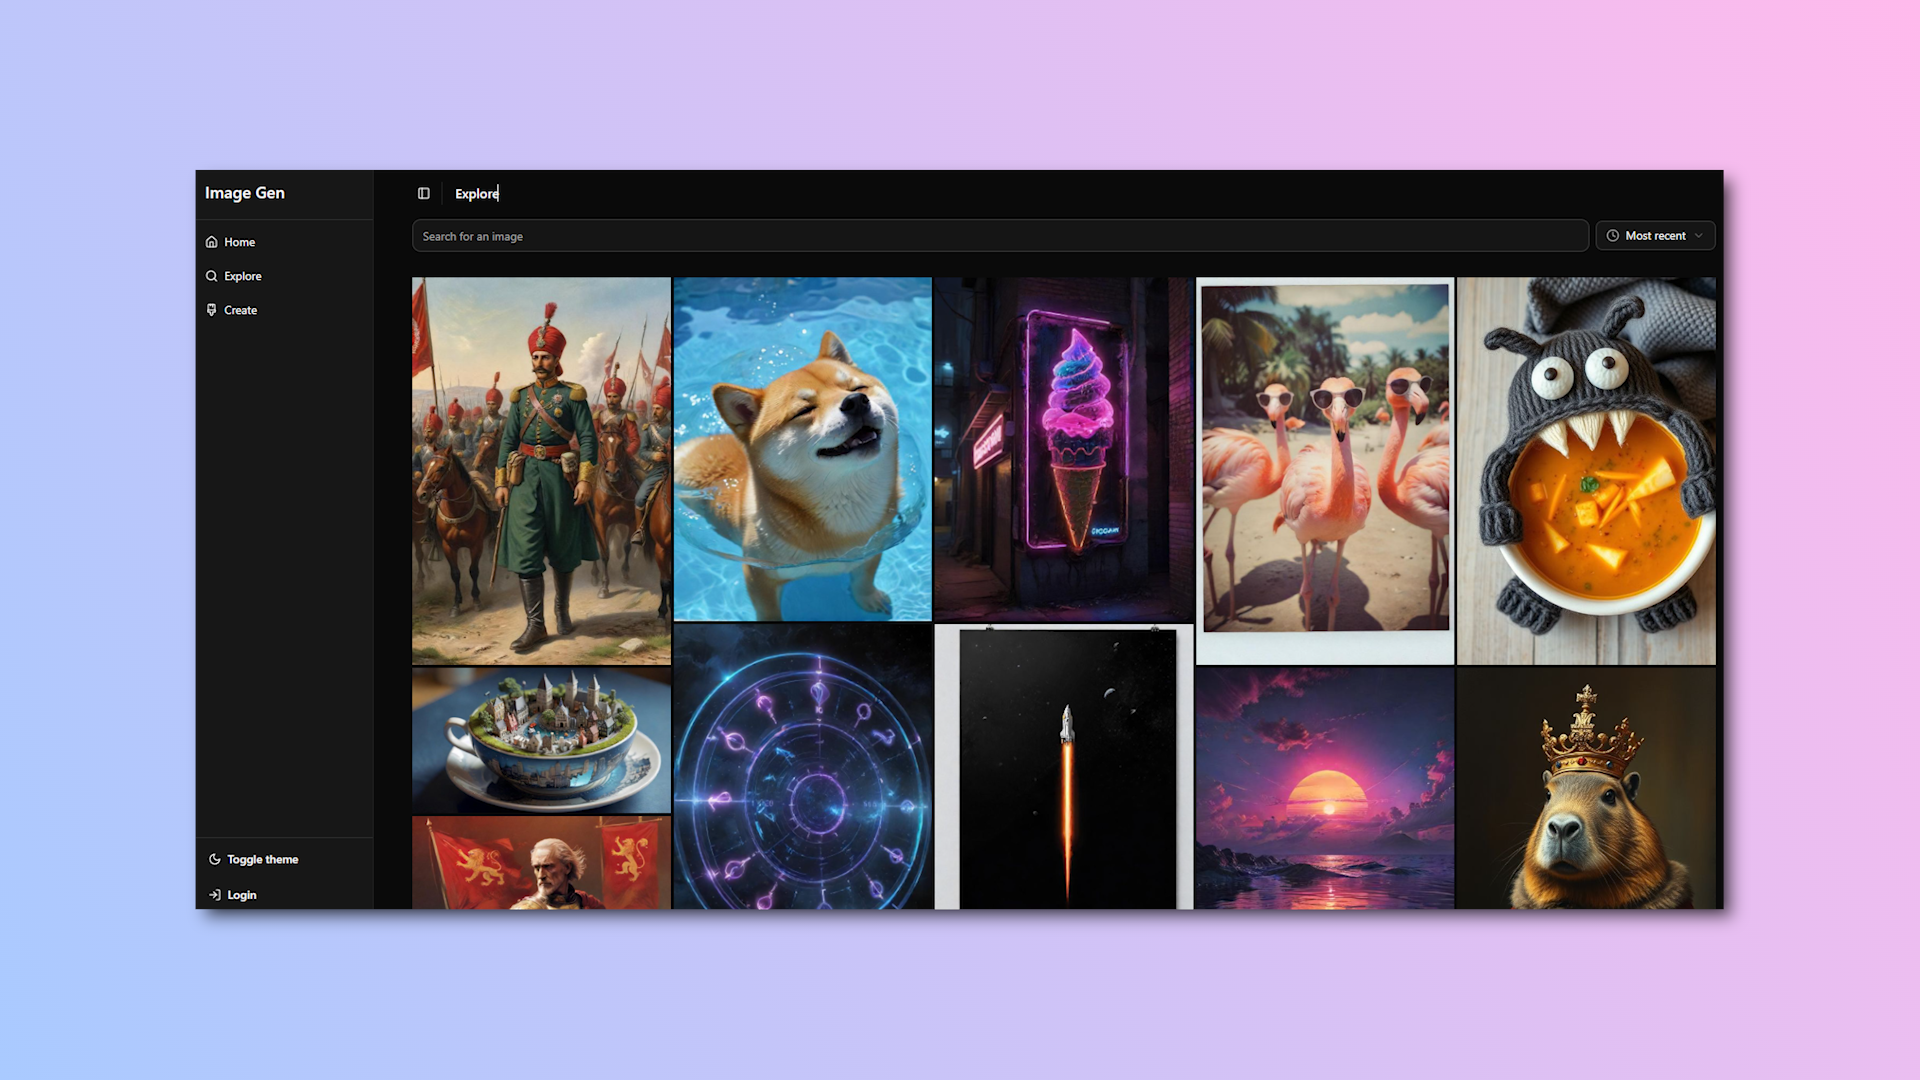 Image Gen
Home
Explore
Create
Toggle theme
Login
Explore
Search for an image
Most recent